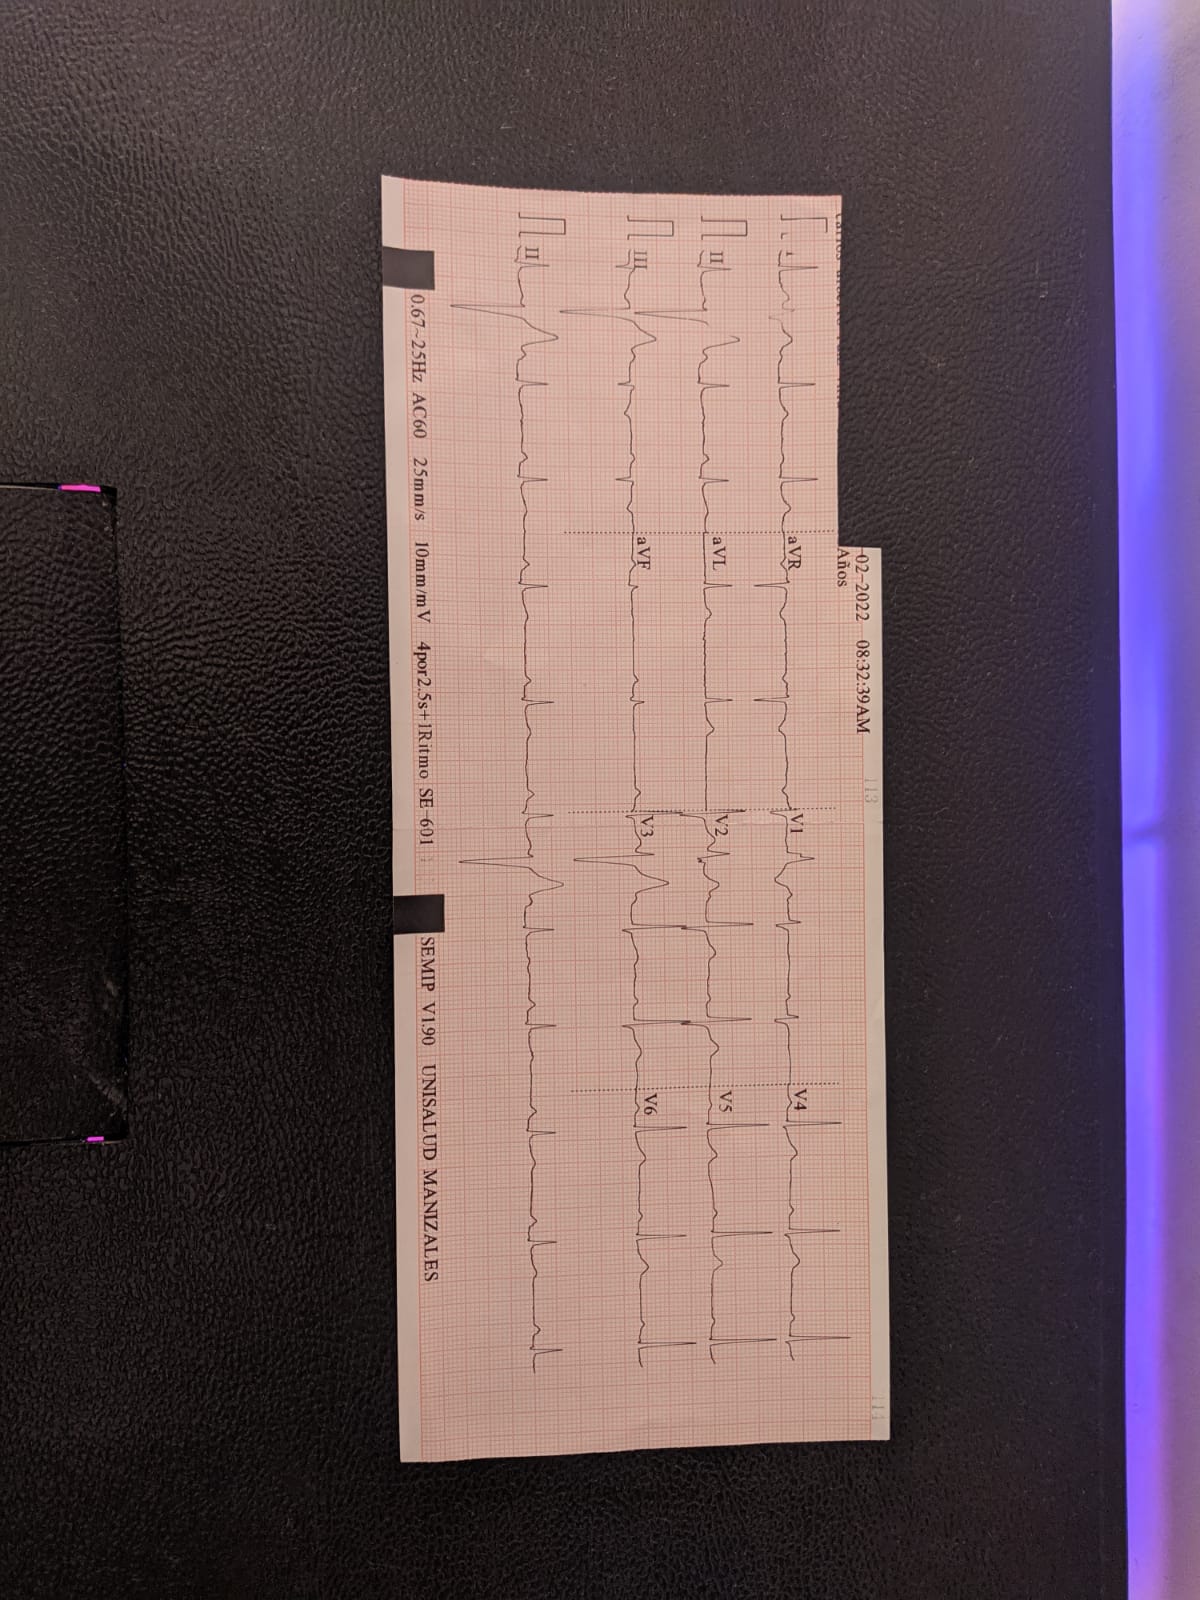 113
111
-02-2022 08:32:39AM
Años
I aVR V1 V4
II aVL V2 V5
III aVF V3 V6
II
0.67~25Hz AC60 25mm/s 10mm/mV 4por2.5s+1Ritmo SE-601 SEMIP V1.90 UNISALUD MANIZALES